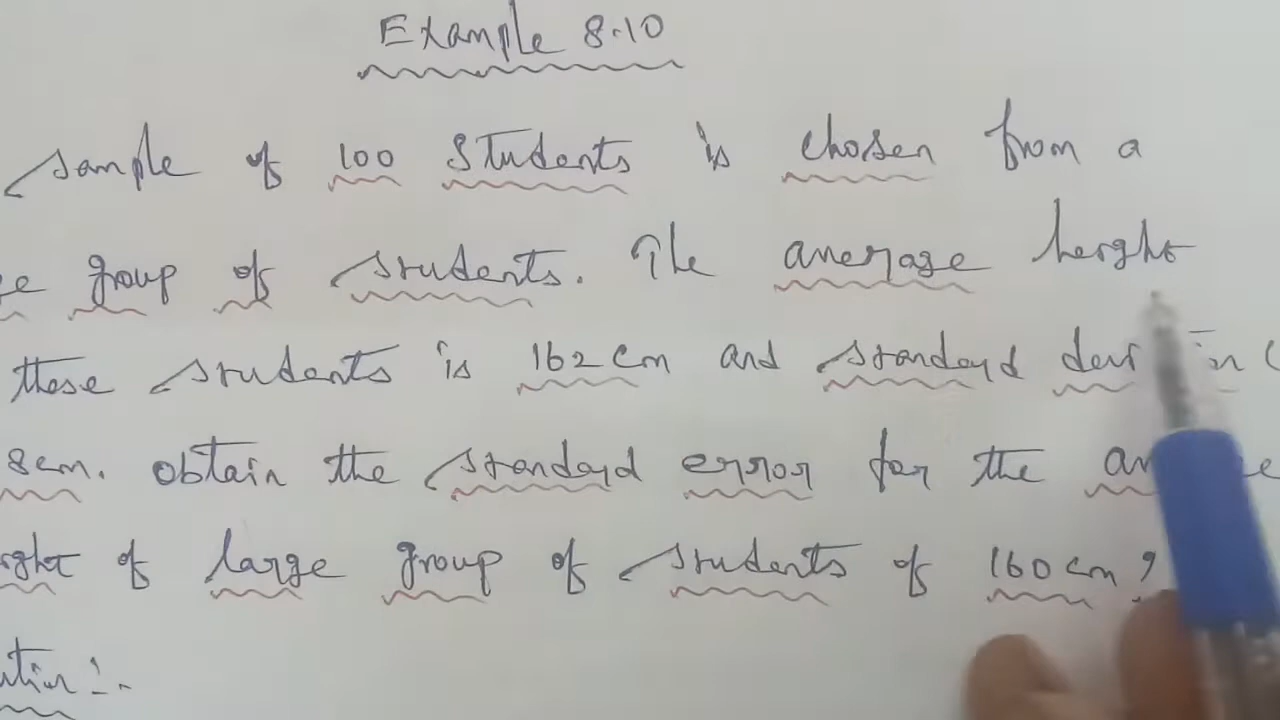 Example 8.10
sample of 100 students is chosen from a
group of students. The average height
these students is 162 cm and standard
8cm. obtain the standard error for the
of large group of students of 160 cm?